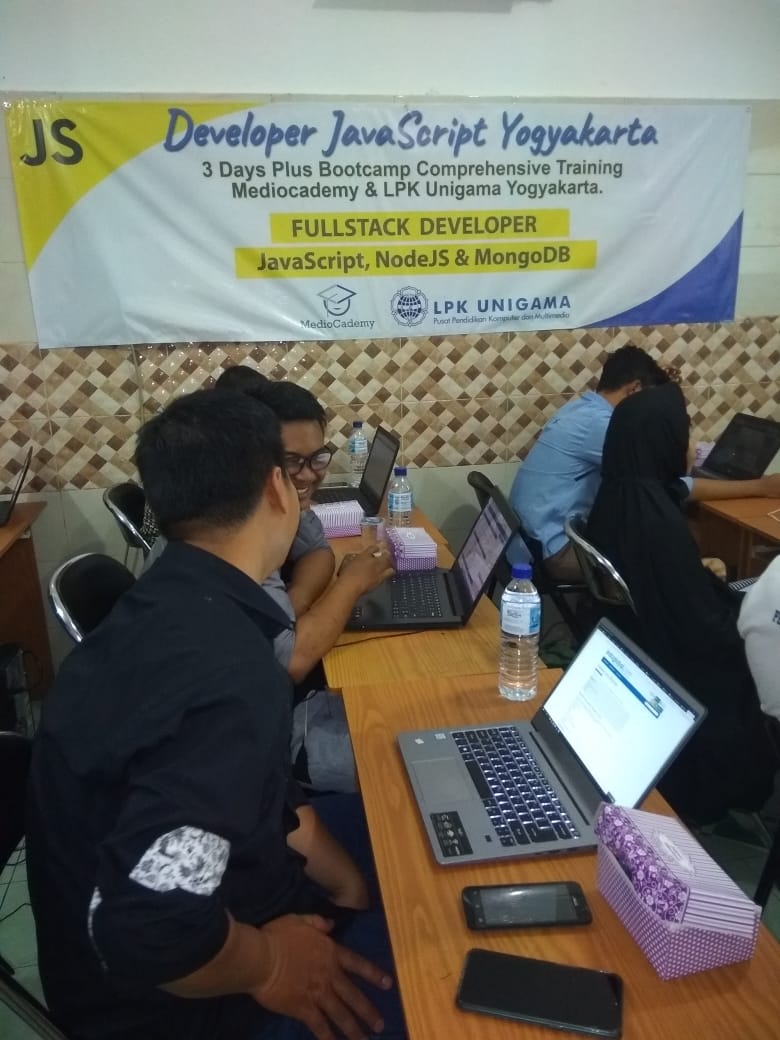 JS
Developer JavaScript Yogyakarta
3 Days Plus Bootcamp Comprehensive Training
Mediocademy & LPK Unigama Yogyakarta.
FULLSTACK DEVELOPER
JavaScript, NodeJS & MongoDB
MedioCademy
LPK UNIGAMA
Pusat Pendidikan Komputer dan Multimedia